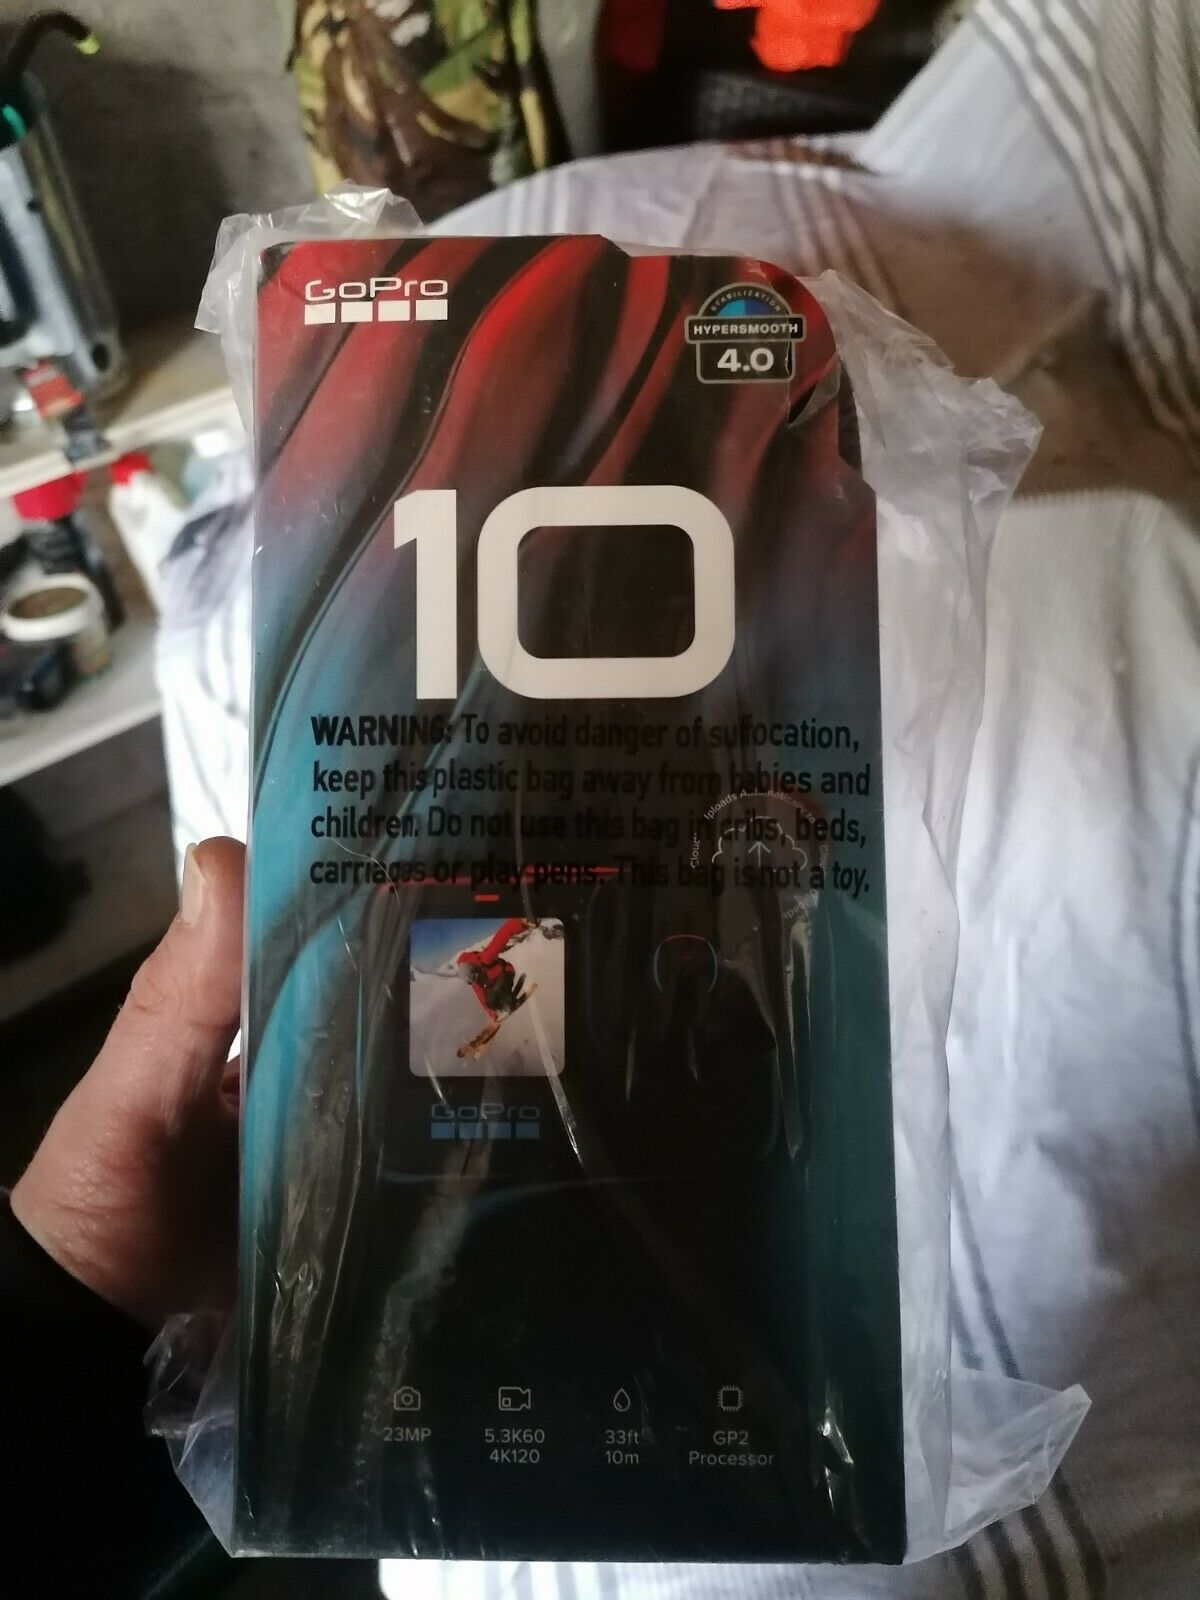 GoPro
STABILIZATION
HYPERSMOOTH
4.0
10
WARNING: To avoid danger of suffocation,
keep this plastic bag away from babies and
children. Do not use this bag in cribs, beds,
carriages or play pens. This bag is not a toy.
GoPro
23MP
5.3K60
4K120
33ft
10m
GP2
Processor